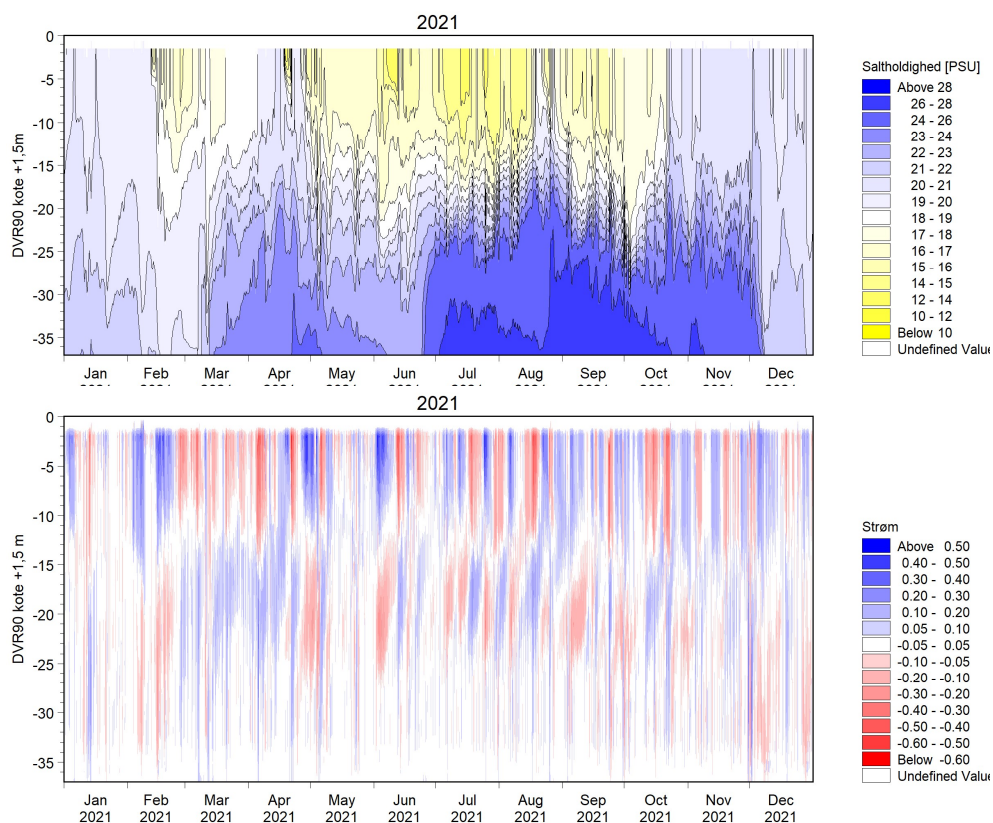 2021
0
-5
-10
-15
-20
-25
-30
-35
DVR90 kote +1,5m
Jan Feb Mar Apr May Jun Jul Aug Sep Oct Nov Dec
Saltholdighed [PSU]
Above 28
26 - 28
24 - 26
23 - 24
22 - 23
21 - 22
20 - 21
19 - 20
18 - 19
17 - 18
16 - 17
15 - 16
14 - 15
12 - 14
10 - 12
Below 10
Undefined Value
2021
0
-5
-10
-15
-20
-25
-30
-35
DVR90 kote +1,5 m
Jan Feb Mar Apr May Jun Jul Aug Sep Oct Nov Dec
2021 2021 2021 2021 2021 2021 2021 2021 2021 2021 2021 2021
Strøm
Above 0.50
0.40 - 0.50
0.30 - 0.40
0.20 - 0.30
0.10 - 0.20
0.05 - 0.10
-0.05 - 0.05
-0.10 - -0.05
-0.20 - -0.10
-0.30 - -0.20
-0.40 - -0.30
-0.50 - -0.40
-0.60 - -0.50
Below -0.60
Undefined Value